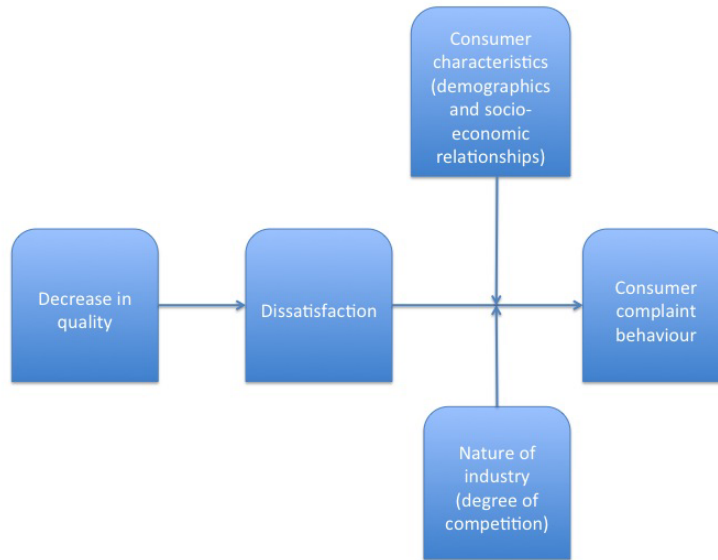 Consumer
characteristics
(demographics
and socio-
economic
relationships)
Decrease in
quality
Dissatisfaction
Consumer
complaint
behaviour
Nature of
industry
(degree of
competition)